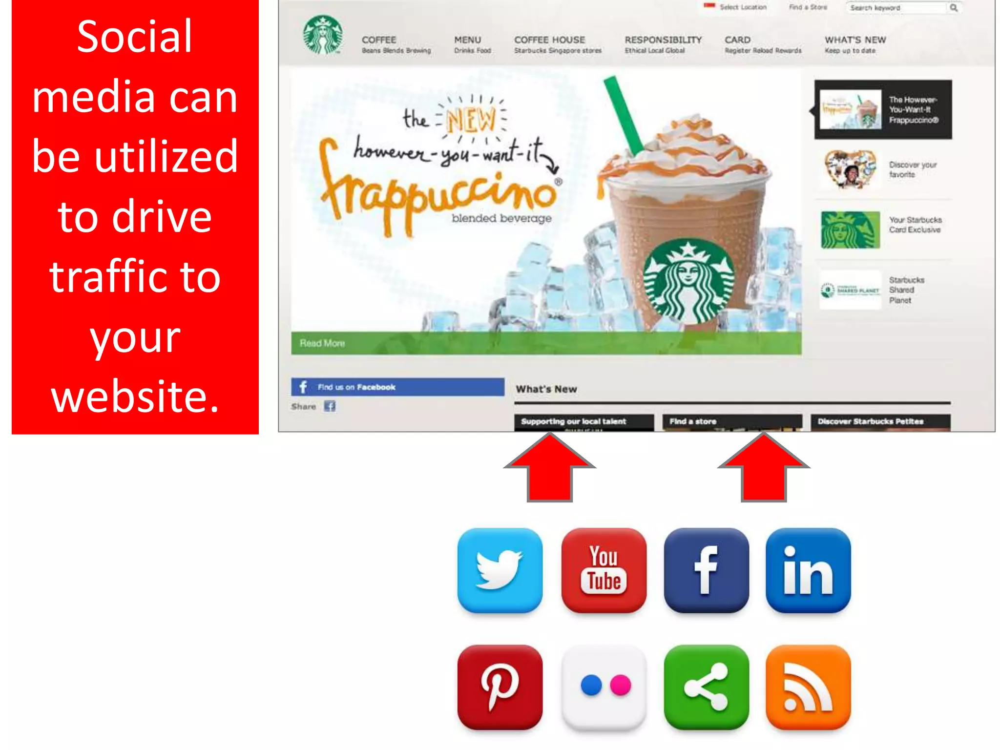 Social
media can
be utilized
to drive
traffic to
your
website.
Select Location Find a Store Search keyword
COFFEE MENU COFFEE HOUSE RESPONSIBILITY CARD WHAT'S NEW
Beans Blends Brewing Drinks Food Starbucks Singapore stores Ethical Local Global Register Reload Rewards Keep up to date
the NEW
however-you-want-it
frappuccino®
blended beverage
Read More
The However-
You-Want-It
Frappuccino®
Discover your
favorite
Your Starbucks
Card Exclusive
SHARED PLANET
Starbucks
Shared
Planet
f Find us on Facebook
Share f
What's New
Supporting our local talent Find a store Discover Starbucks Petites
You
Tube
f
in